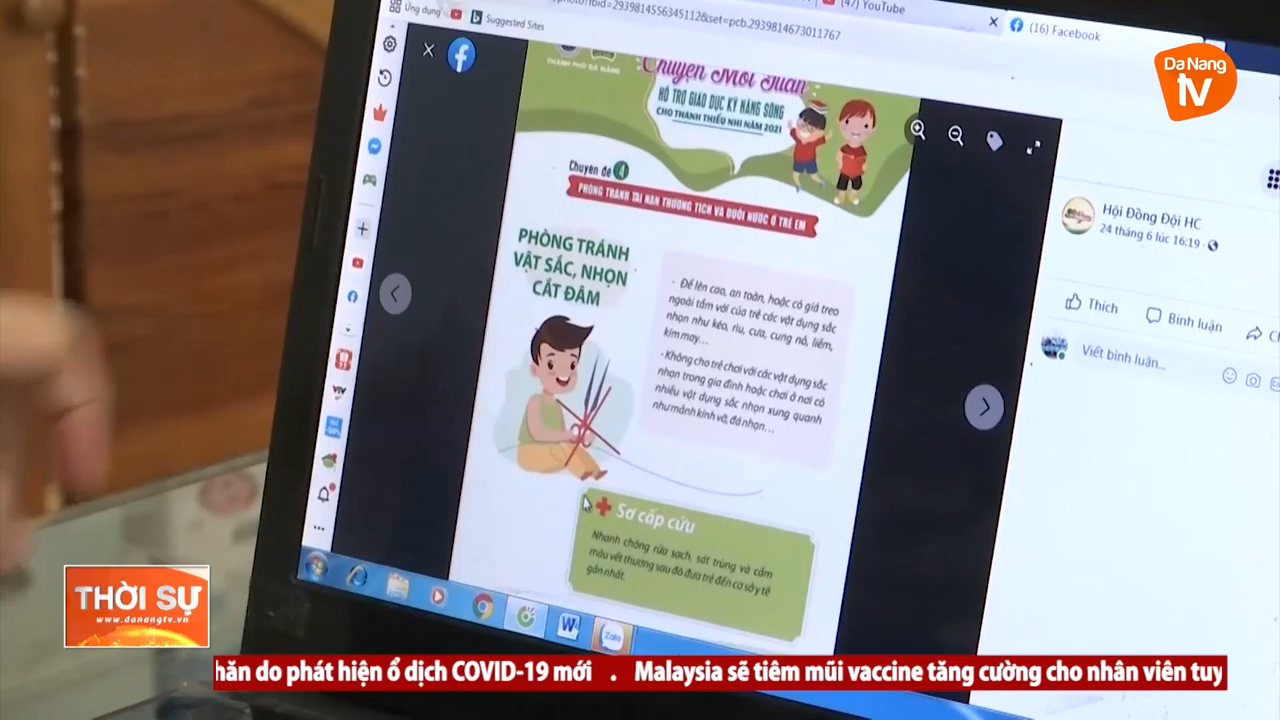 (47) YouTube
(16) Facebook
Ứng dụng
Suggested Sites
Da Nang
tv
THÀNH PHỐ ĐÀ NẴNG
Chuyện Mỗi Tuần
HỖ TRỢ GIÁO DỤC KỸ NĂNG SỐNG
CHO THANH THIẾU NHI NĂM 2021
Chuyên đề 4
PHÒNG TRÁNH TAI NẠN THƯƠNG TÍCH VÀ ĐUỐI NƯỚC Ở TRẺ EM
PHÒNG TRÁNH
VẬT SẮC, NHỌN
CẮT ĐÂM
- Để lên cao, an toàn, hoặc có giá treo
ngoài tầm với của trẻ các vật dụng sắc
nhọn như kéo, rìu, cưa, cung nỏ, liềm,
kim may…
- Không cho trẻ chơi với các vật dụng sắc
nhọn trong gia đình hoặc chơi ở nơi có
nhiều vật dụng sắc nhọn xung quanh
như mảnh kính vỡ, đá nhọn…
Sơ cấp cứu
Nhanh chóng rửa sạch, sát trùng và cầm
máu vết thương sau đó đưa trẻ đến cơ sở y tế
gần nhất.
Hội Đồng Đội HC
24 tháng 6 lúc 16:19
Thích
Bình luận
Viết bình luận...
Zalo
THỜI SỰ
www.danangtv.vn
hăn do phát hiện ổ dịch COVID-19 mới . Malaysia sẽ tiêm mũi vaccine tăng cường cho nhân viên tuy